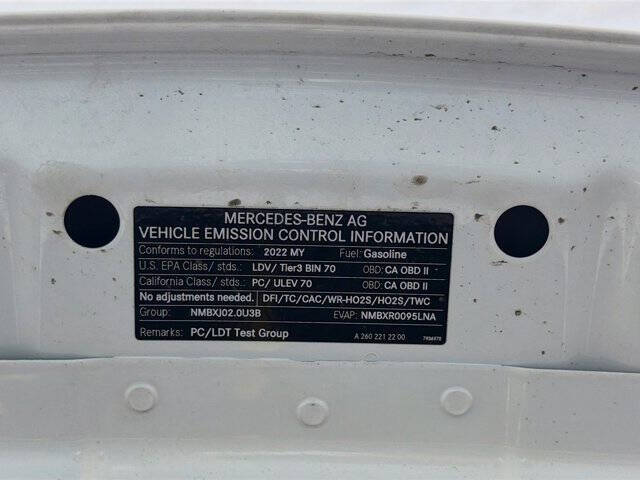 MERCEDES-BENZ AG
VEHICLE EMISSION CONTROL INFORMATION
Conforms to regulations: 2022 MY Fuel: Gasoline
U.S. EPA Class/ stds.: LDV/ Tier3 BIN 70 OBD: CA OBD II
California Class/ stds.: PC/ ULEV 70 OBD: CA OBD II
No adjustments needed. DFI/TC/CAC/WR-HO2S/HO2S/TWC
Group: NMBXJ02.0U3B EVAP: NMBXR0095LNA
Remarks: PC/LDT Test Group A 260 221 22 00